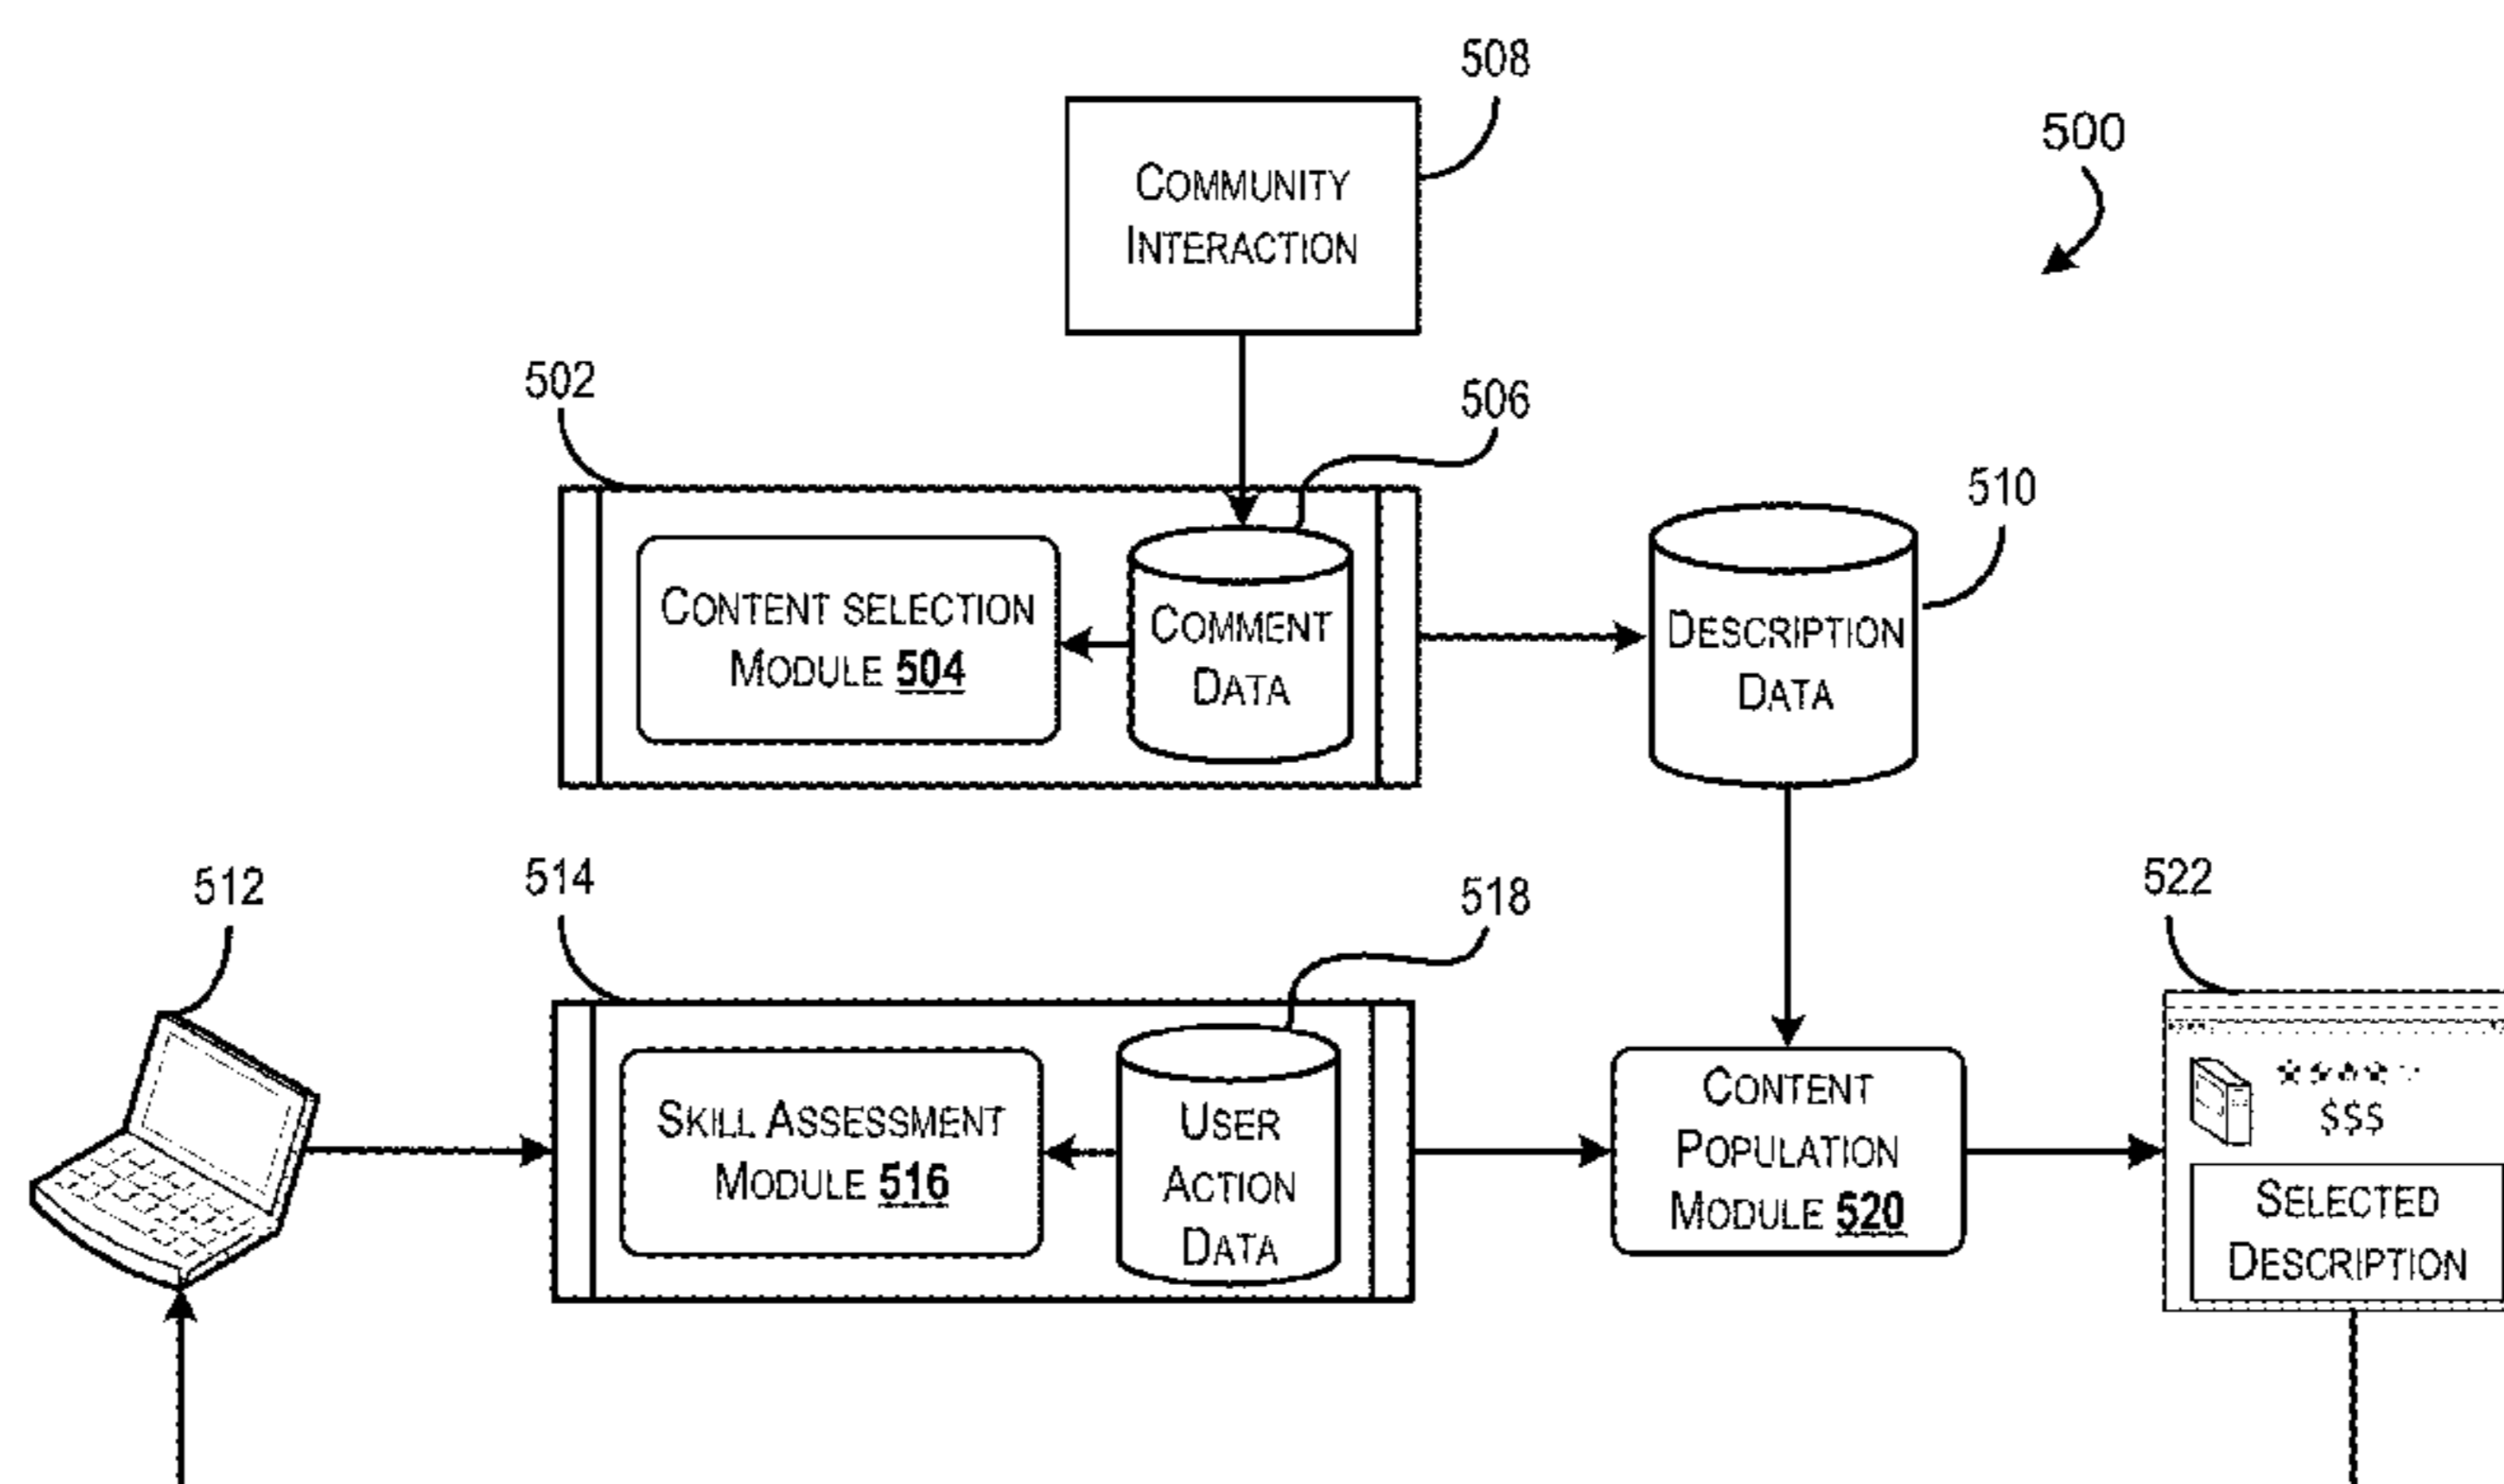 508
500
COMMUNITY
INTERACTION
502
506
510
CONTENT SELECTION
MODULE 504
COMMENT
DATA
DESCRIPTION
DATA
512
514
518
522
SKILL ASSESSMENT
MODULE 516
USER
ACTION
DATA
CONTENT
POPULATION
MODULE 520
$$$
SELECTED
DESCRIPTION